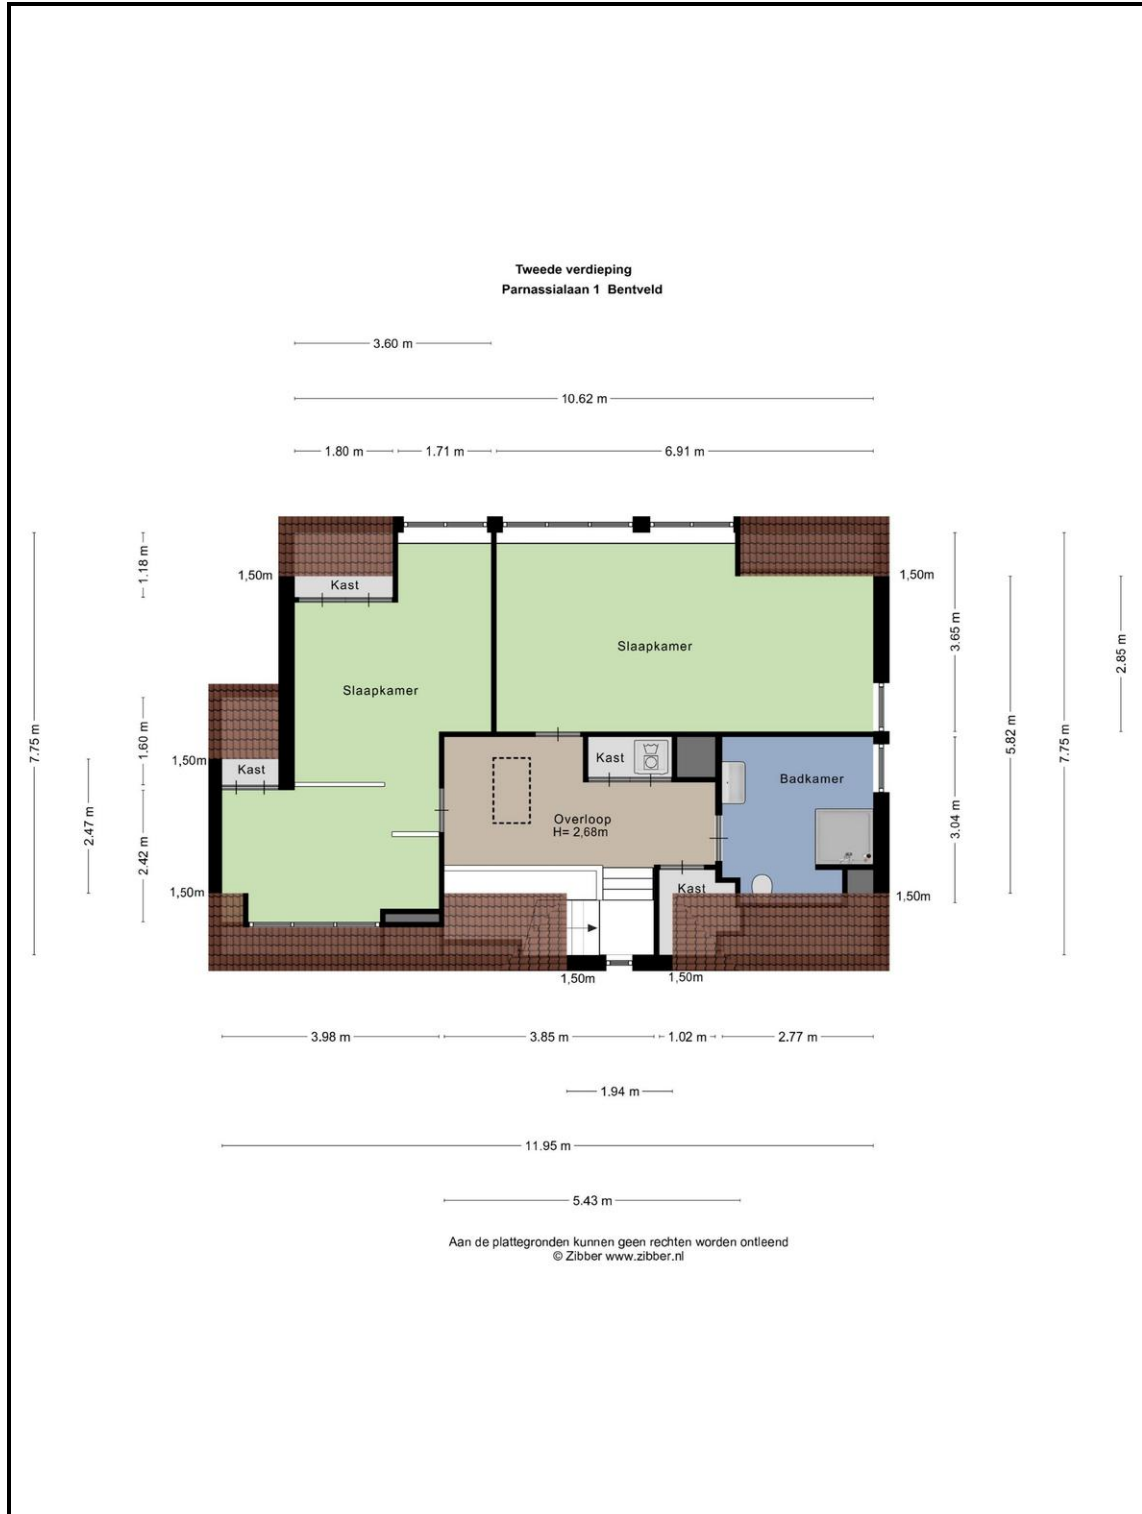 Tweede verdieping
Parnassialaan 1 Bentveld
3.60 m
10.62 m
1.80 m
1.71 m
6.91 m
1.18 m
1,50m
Kast
1,50m
3.65 m
2.85 m
Slaapkamer
Slaapkamer
7.75 m
1.60 m
1,50m
Kast
Kast
Badkamer
5.82 m
7.75 m
2.47 m
2.42 m
Overloop
H= 2,68m
3.04 m
1,50m
Kast
1,50m
1,50m
1,50m
3.98 m
3.85 m
1.02 m
2.77 m
1.94 m
11.95 m
5.43 m
Aan de plattegronden kunnen geen rechten worden ontleend
© Zibber www.zibber.nl